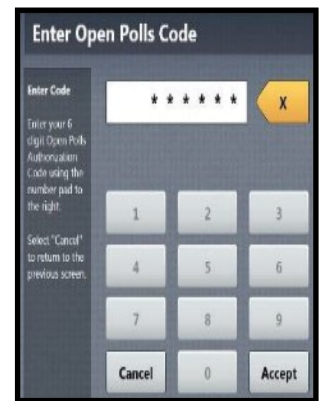 Enter Open Polls Code
Enter Code
Enter your 6
digit Open Polls
Authorization
Code using the
number pad to
the right.
Select "Cancel"
to return to the
previous screen.
* * * * * *
X
1 2 3
4 5 6
7 8 9
Cancel 0 Accept